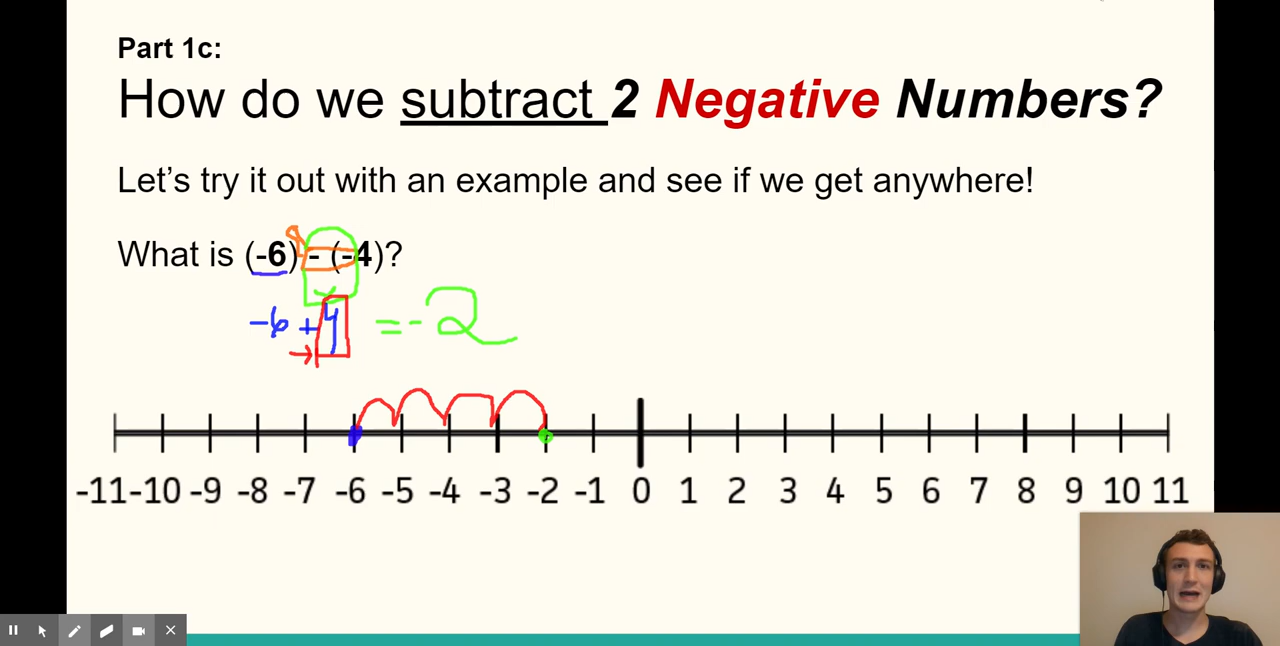 Part 1c:
How do we subtract 2 Negative Numbers?
Let's try it out with an example and see if we get anywhere!
What is (-6) - (-4)?
-6 + 4 = -2
-11 -10 -9 -8 -7 -6 -5 -4 -3 -2 -1 0 1 2 3 4 5 6 7 8 9 10 11